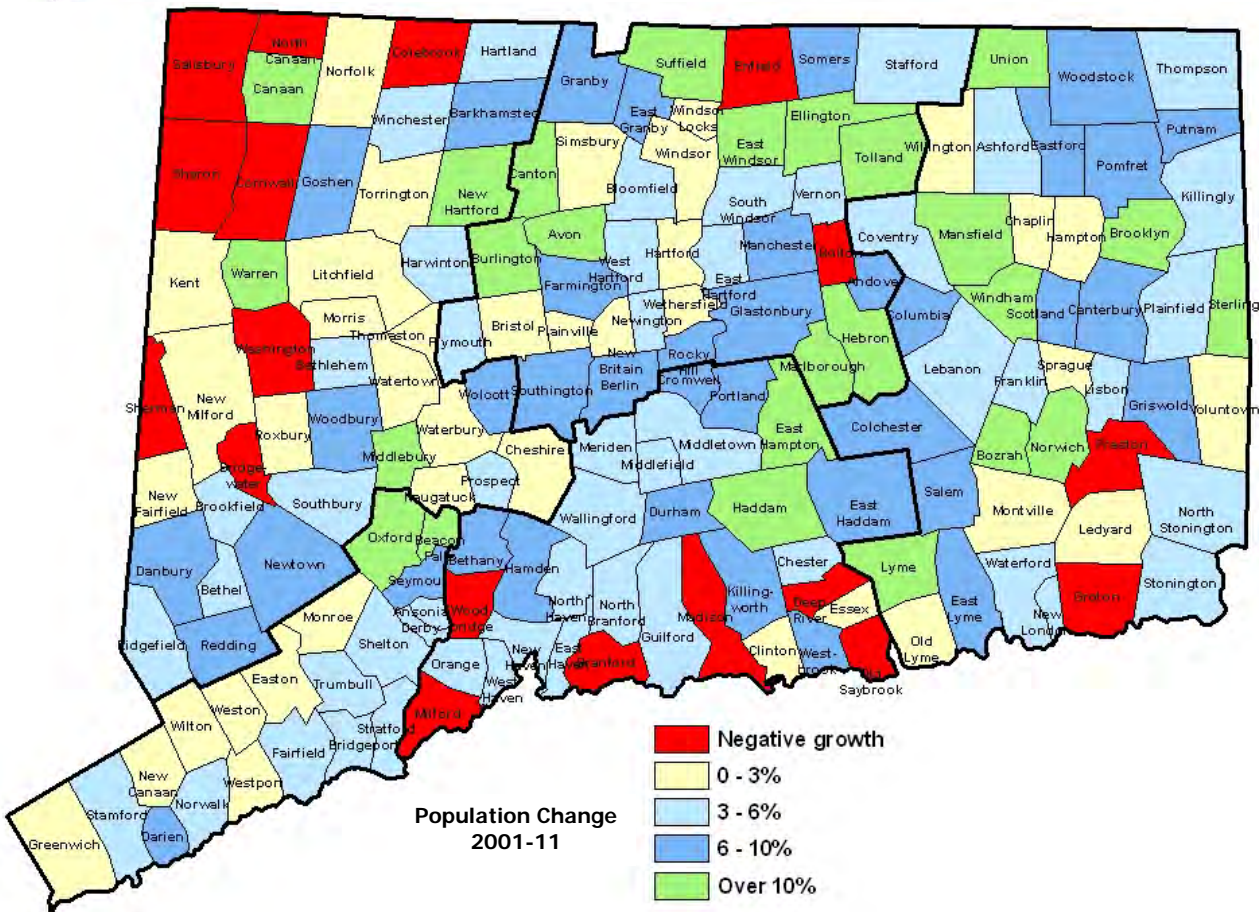 Salisbury
North
Canaan
Canaan
Norfolk
Colebrook
Hartland
Granby
Suffield
Enfield
Somers
Stafford
Union
Woodstock
Thompson
Winchester
Barkhamsted
East
Granby
Windsor
Locks
Simsbury
Windsor
East
Windsor
Ellington
Tolland
Willington
Ashford
Eastford
Putnam
Pomfret
Killingly
Sharon
Cornwall
Goshen
Torrington
New
Hartford
Canton
Bloomfield
South
Windsor
Vernon
Coventry
Mansfield
Chaplin
Hampton
Brooklyn
Kent
Warren
Litchfield
Harwinton
Burlington
Avon
Farmington
West
Hartford
Hartford
East
Hartford
Manchester
Bolton
Andover
Columbia
Windham
Scotland
Canterbury
Plainfield
Sterling
Morris
Thomaston
Plymouth
Bristol
Plainville
Newington
Wethersfield
Glastonbury
Hebron
Marlborough
Washington
Bethlehem
Watertown
Wolcott
Southington
New
Britain
Berlin
Rocky
Hill
Cromwell
Portland
Lebanon
Franklin
Sprague
Lisbon
Griswold
Voluntown
Sherman
New
Milford
Roxbury
Woodbury
Waterbury
Middlebury
Cheshire
Meriden
Middletown
Middlefield
East
Hampton
Colchester
Bozrah
Norwich
Preston
Bridge-
water
New
Fairfield
Brookfield
Southbury
Naugatuck
Prospect
Wallingford
Durham
Haddam
East
Haddam
Salem
Montville
Ledyard
North
Stonington
Danbury
Bethel
Newtown
Oxford
Beacon
Falls
Seymour
Bethany
Hamden
North
Haven
North
Branford
Guilford
Madison
Killing-
worth
Chester
Deep
River
Essex
Lyme
East
Lyme
Waterford
New
London
Groton
Stonington
Ridgefield
Redding
Monroe
Ansonia
Derby
Shelton
Wood
bridge
Orange
New
Haven
West
Haven
East
Haven
Branford
Clinton
West-
brook
Old
Saybrook
Old
Lyme
Easton
Trumbull
Weston
Wilton
Milford
Stratford
Bridgeport
Fairfield
New
Canaan
Westport
Norwalk
Stamford
Darien
Greenwich
Population Change
2001-11
Negative growth
0 - 3%
3 - 6%
6 - 10%
Over 10%